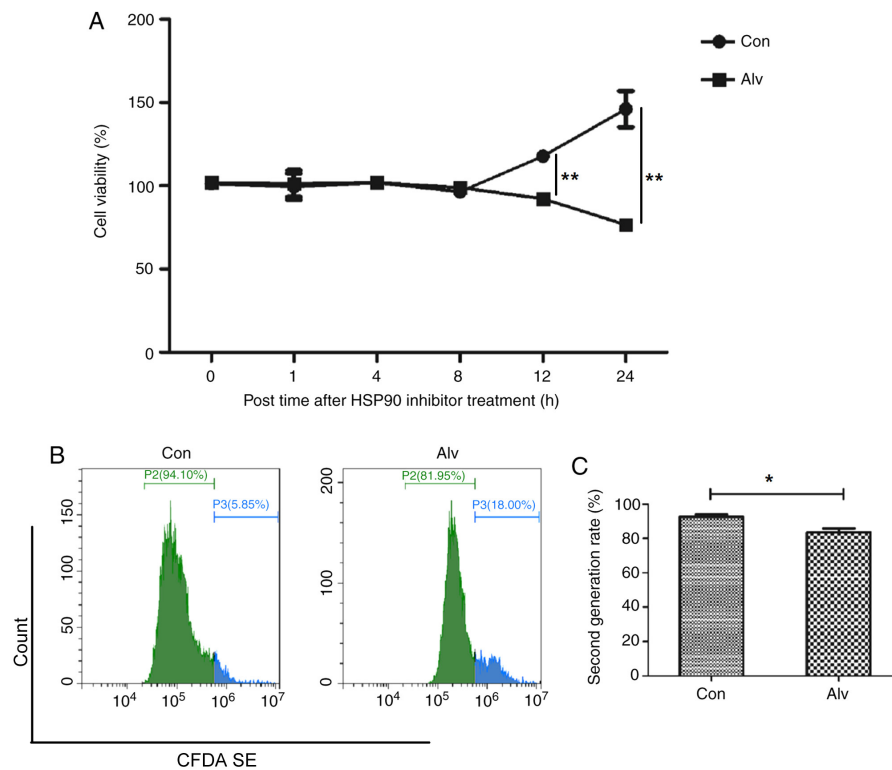 A
200
150
100
50
0
Cell viability (%)
0 1 4 8 12 24
Post time after HSP90 inhibitor treatment (h)
** **
Con
Alv
B
Con
P2(94.10%)
P3(5.85%)
150
100
50
0
10⁴ 10⁵ 10⁶ 10⁷
Alv
P2(81.95%)
P3(18.00%)
200
100
0
10⁴ 10⁵ 10⁶ 10⁷
Count
CFDA SE
C
*
Second generation rate (%)
100
80
60
40
20
0
Con Alv